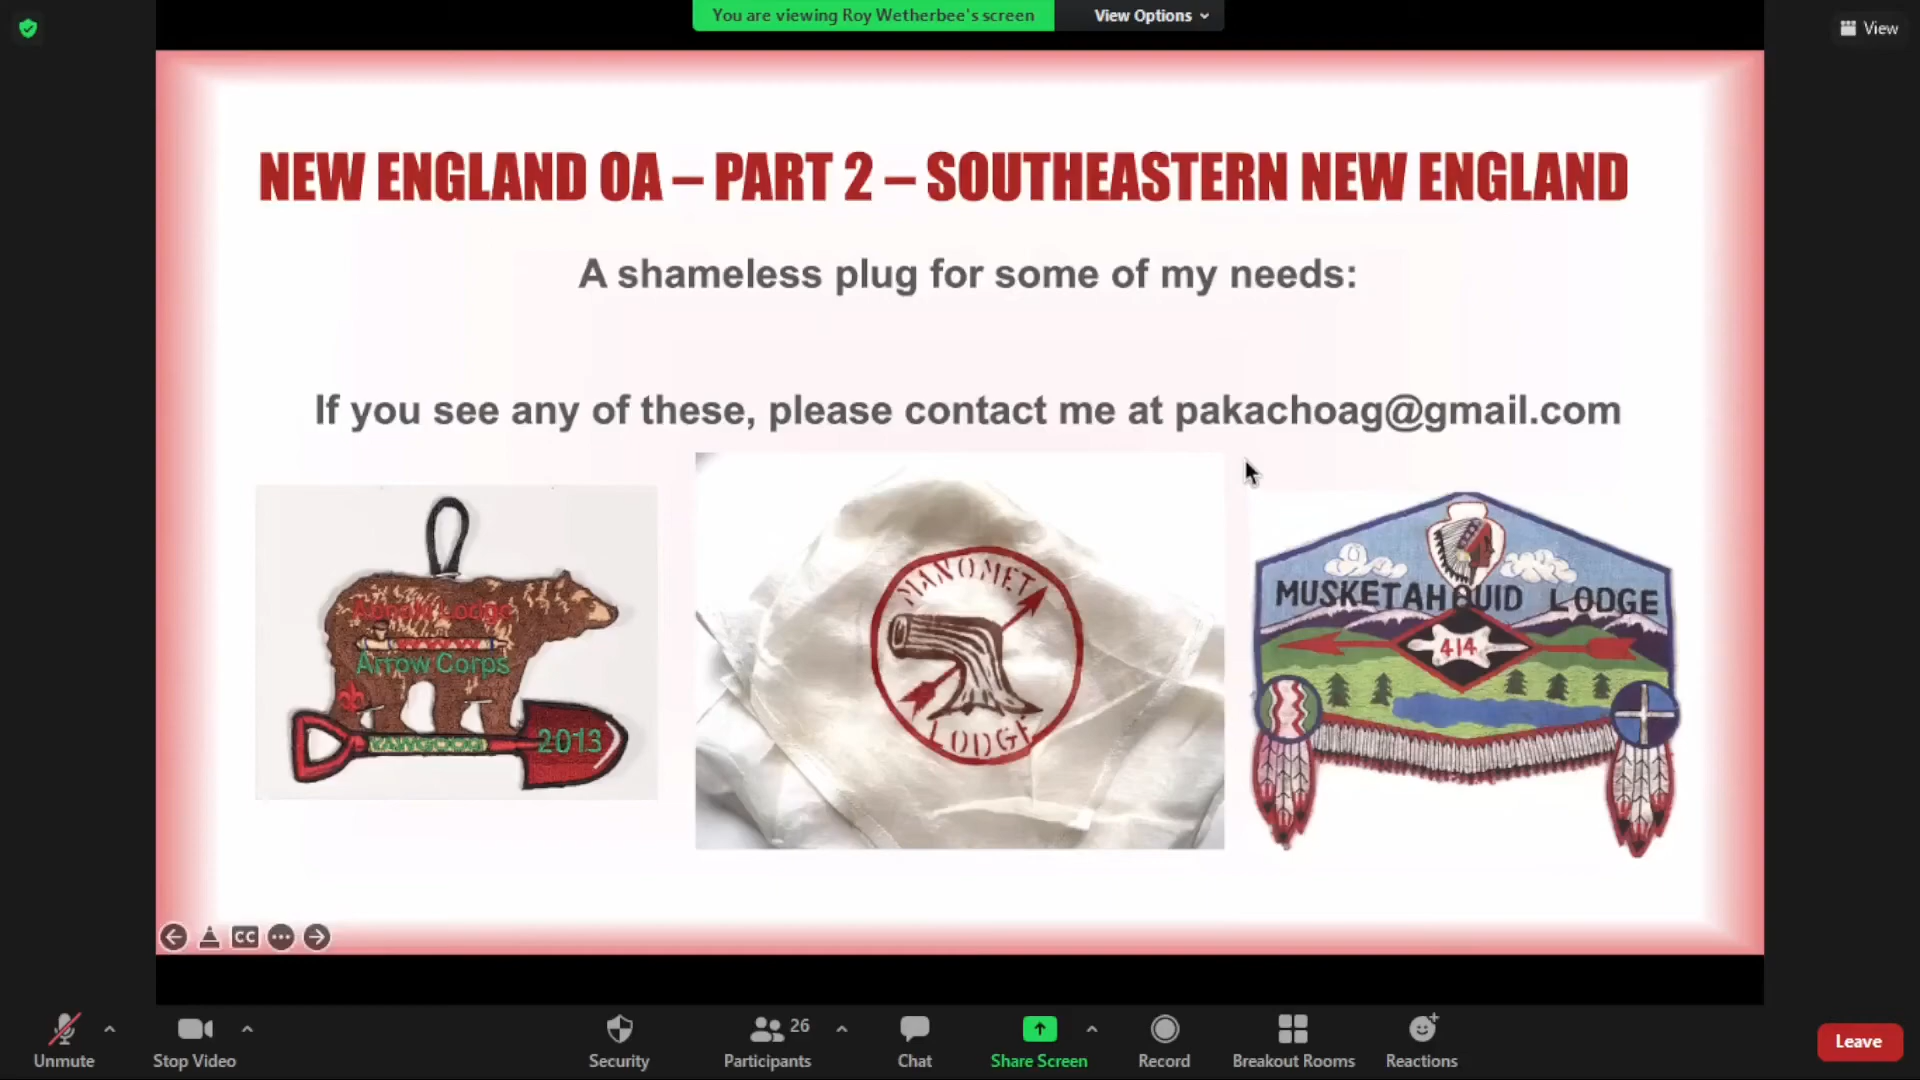 You are viewing Roy Wetherbee's screen
View Options
View
NEW ENGLAND OA – PART 2 – SOUTHEASTERN NEW ENGLAND
A shameless plug for some of my needs:
If you see any of these, please contact me at pakachoag@gmail.com
Lodge
Arrow Corps
2013
MANOMET
LODGE
MUSKETAHQUID LODGE
414
CC
Unmute
Stop Video
Security
26
Participants
Chat
Share Screen
Record
Breakout Rooms
Reactions
Leave